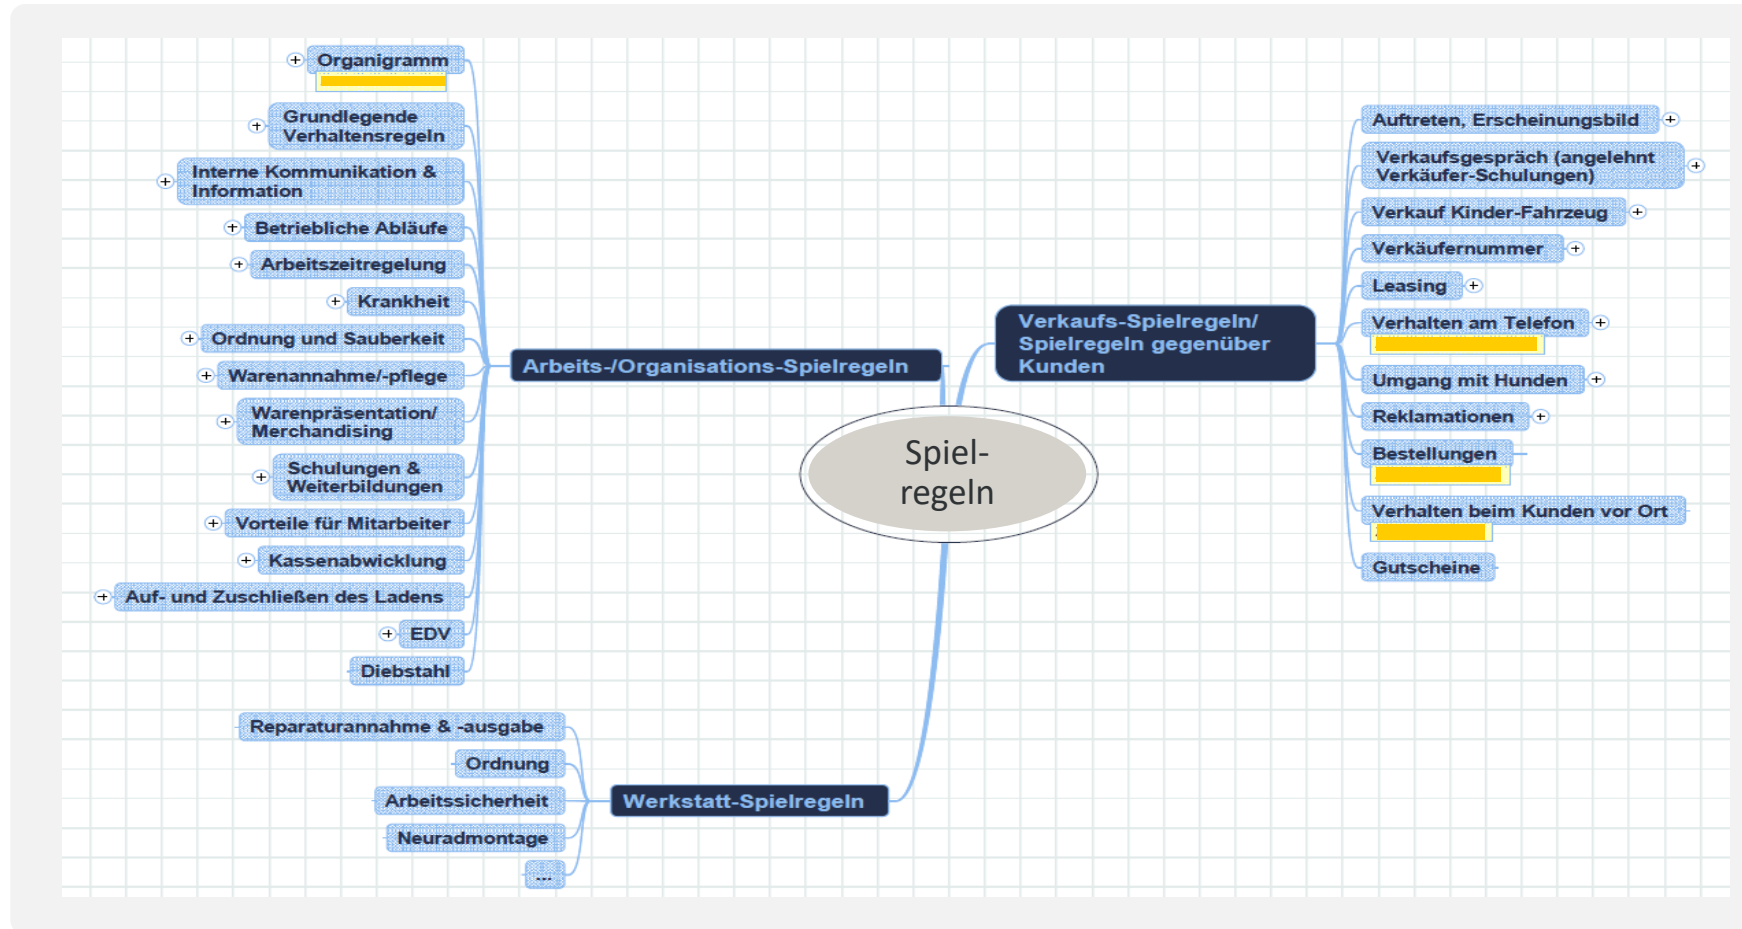 Organigramm
Grundlegende
Verhaltensregeln
Interne Kommunikation &
Information
Betriebliche Abläufe
Arbeitszeitregelung
Krankheit
Ordnung und Sauberkeit
Warenannahme/-pflege
Warenpräsentation/
Merchandising
Schulungen &
Weiterbildungen
Vorteile für Mitarbeiter
Kassenabwicklung
Auf- und Zuschließen des Ladens
EDV
Diebstahl
Arbeits-/Organisations-Spielregeln
Reparaturannahme & -ausgabe
Ordnung
Arbeitssicherheit
Neuradmontage
...
Werkstatt-Spielregeln
Spiel-
regeln
Verkaufs-Spielregeln/
Spielregeln gegenüber
Kunden
Auftreten, Erscheinungsbild
Verkaufsgespräch (angelehnt
Verkäufer-Schulungen)
Verkauf Kinder-Fahrzeug
Verkäufernummer
Leasing
Verhalten am Telefon
Umgang mit Hunden
Reklamationen
Bestellungen
Verhalten beim Kunden vor Ort
Gutscheine